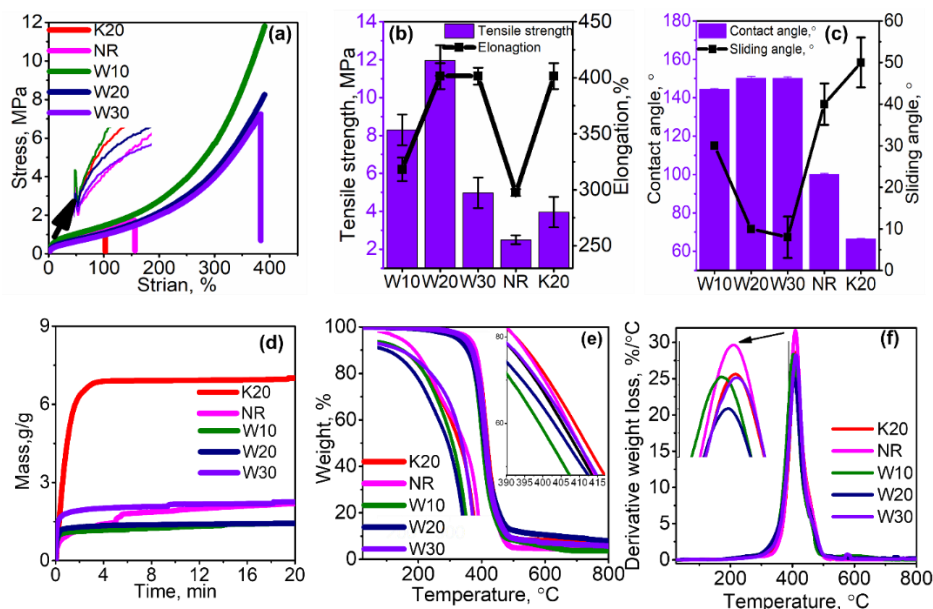 (a)
Stress, MPa
12
10
8
6
4
2
0
K20
NR
W10
W20
W30
0 100 200 300 400
Strian, %
(b)
Tensile strength, MPa
12
10
8
6
4
2
Tensile strength
Elonagtion
450
400
350
300
250
Elongation,%
W10 W20 W30 NR K20
(c)
Contact angle, °
180
160
140
120
100
80
60
Contact angle,°
Sliding angle, °
60
50
40
30
20
10
0
Sliding angle, °
W10 W20 W30 NR K20
(d)
Mass,g/g
9
6
3
0
K20
NR
W10
W20
W30
0 5 10 15 20
Time, min
(e)
Weight, %
100
80
60
40
20
0
K20
NR
W10
W20
W30
80
60
390 395 400 405 410 415
0 200 400 600 800
Temperature, °C
(f)
Derivative weight loss, %/°C
30
25
20
15
10
5
0
K20
NR
W10
W20
W30
200 400 600 800
Temperature, °C